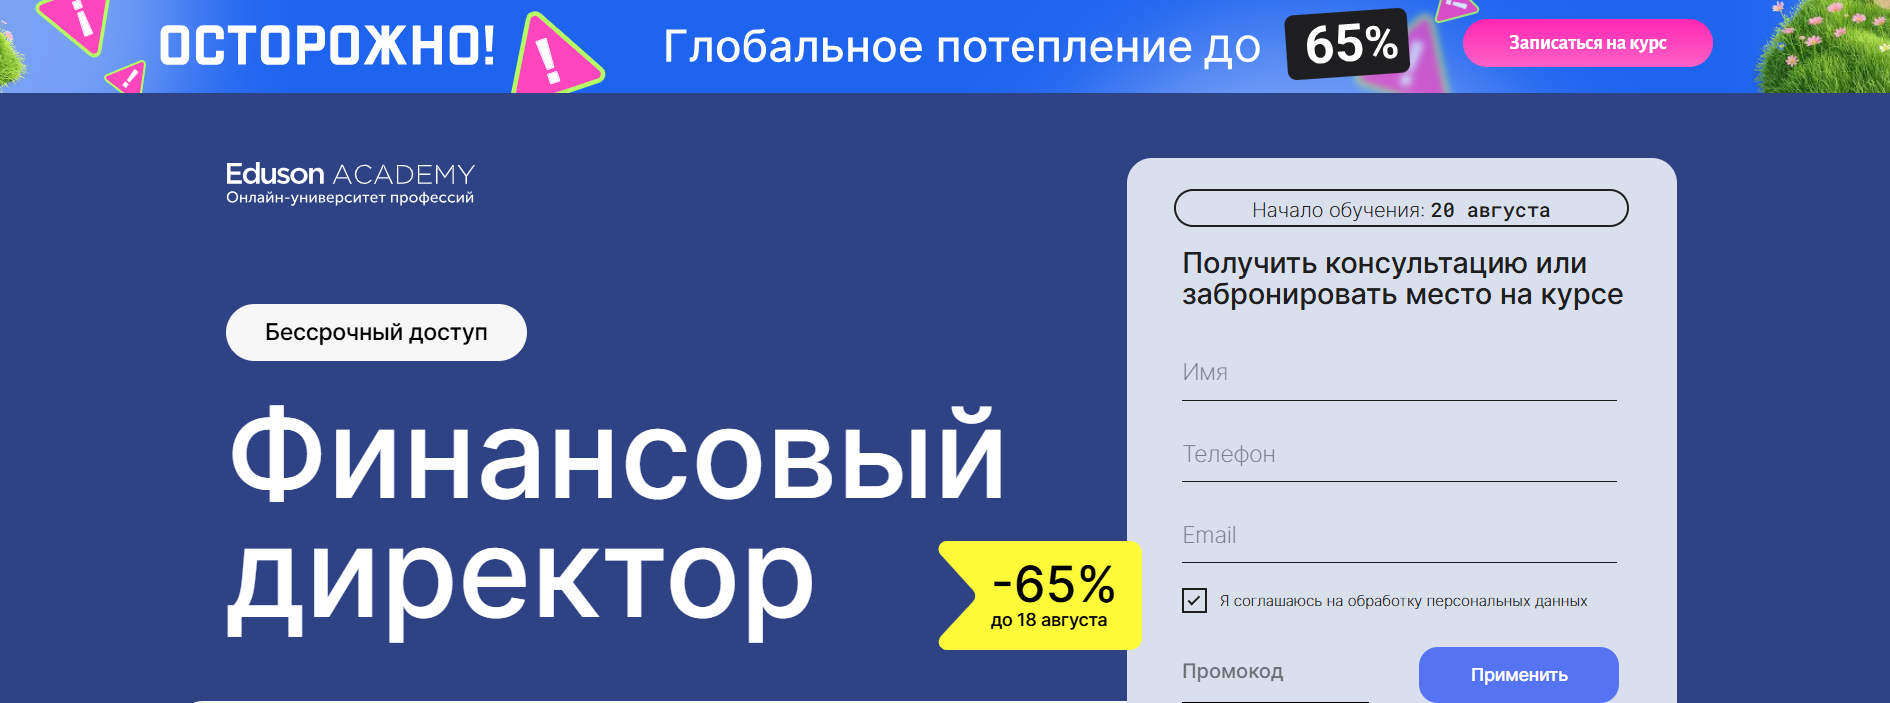 ОСТОРОЖНО!
Глобальное потепление до 65%
Записаться на курс
Eduson ACADEMY
Онлайн-университет профессий
Бессрочный доступ
Финансовый
директор
-65%
до 18 августа
Начало обучения: 20 августа
Получить консультацию или
забронировать место на курсе
Имя
Телефон
Email
Я соглашаюсь на обработку персональных данных
Промокод
Применить